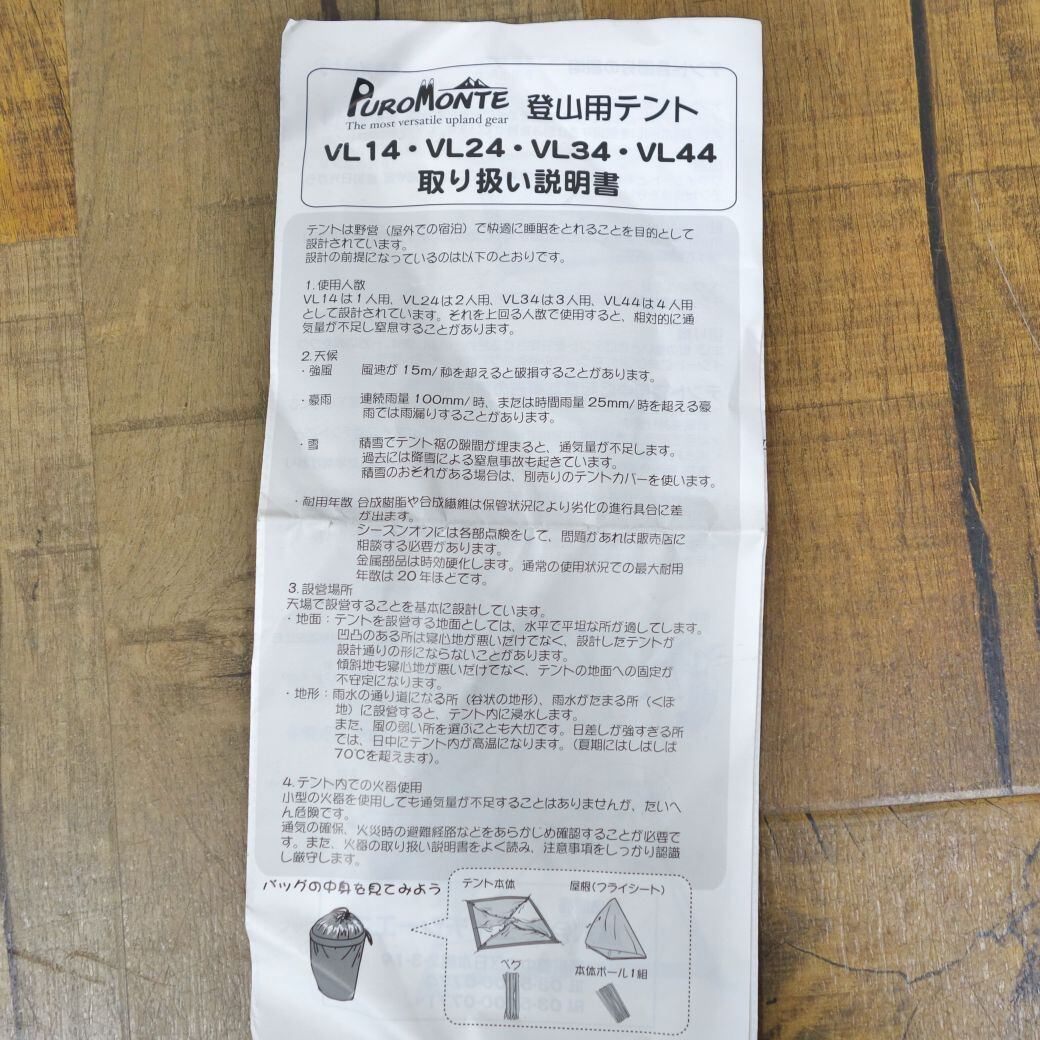 PUROMONTE 登山用テント
The most versatile upland gear
VL14・VL24・VL34・VL44
取り扱い説明書
テントは野営（屋外での宿泊）で快適に睡眠をとれることを目的として
設計されています。
設計の前提になっているのは以下のとおりです。
1.使用人数
VL14は1人用、VL24は2人用、VL34は3人用、VL44は4人用
として設計されています。それを上回る人数で使用すると、相対的に通
気量が不足し窒息することがあります。
2.天候
・強風 風速が 15m/秒を超えると破損することがあります。
・豪雨 連続雨量100mm/時、または時間雨量25mm/時を超える豪
雨では雨漏りすることがあります。
・雪 積雪でテント裾の隙間が埋まると、通気量が不足します。
過去には降雪による窒息事故も起きています。
積雪のおそれがある場合は、別売りのテントカバーを使います。
・耐用年数 合成樹脂や合成繊維は保管状況により劣化の進行具合に差
が出ます。
シーズンオフには各部点検をして、問題があれば販売店に
相談する必要があります。
金属部品は時効硬化します。通常の使用状況での最大耐用
年数は20年ほどです。
3.設営場所
天場で設営することを基本に設計しています。
・地面：テントを設営する地面としては、水平で平坦な所が適してします。
凹凸のある所は寝心地が悪いだけでなく、設計したテントが
設計通りの形にならないことがあります。
傾斜地も寝心地が悪いだけてなく、テントの地面への固定が
不安定になります。
・地形：雨水の通り道になる所（谷状の地形）、雨水がたまる所（くぼ
地）に設営すると、テント内に浸水します。
また、風の弱い所を選ぶことも大切です。日差しが強すぎる所
では、日中にテント内が高温になります。（夏期にはしばしば
70℃を超えます）。
4.テント内での火器使用
小型の火器を使用しても通気量が不足することはありませんが、たいへ
ん危険です。
通気の確保、火災時の避難経路などをあらかじめ確認することが必要で
す。また、火器の取り扱い説明書をよく読み、注意事項をしっかり認識
し厳守します。
バッグの中身を見てみよう
テント本体 屋根(フライシート)
ペグ 本体ポール1組